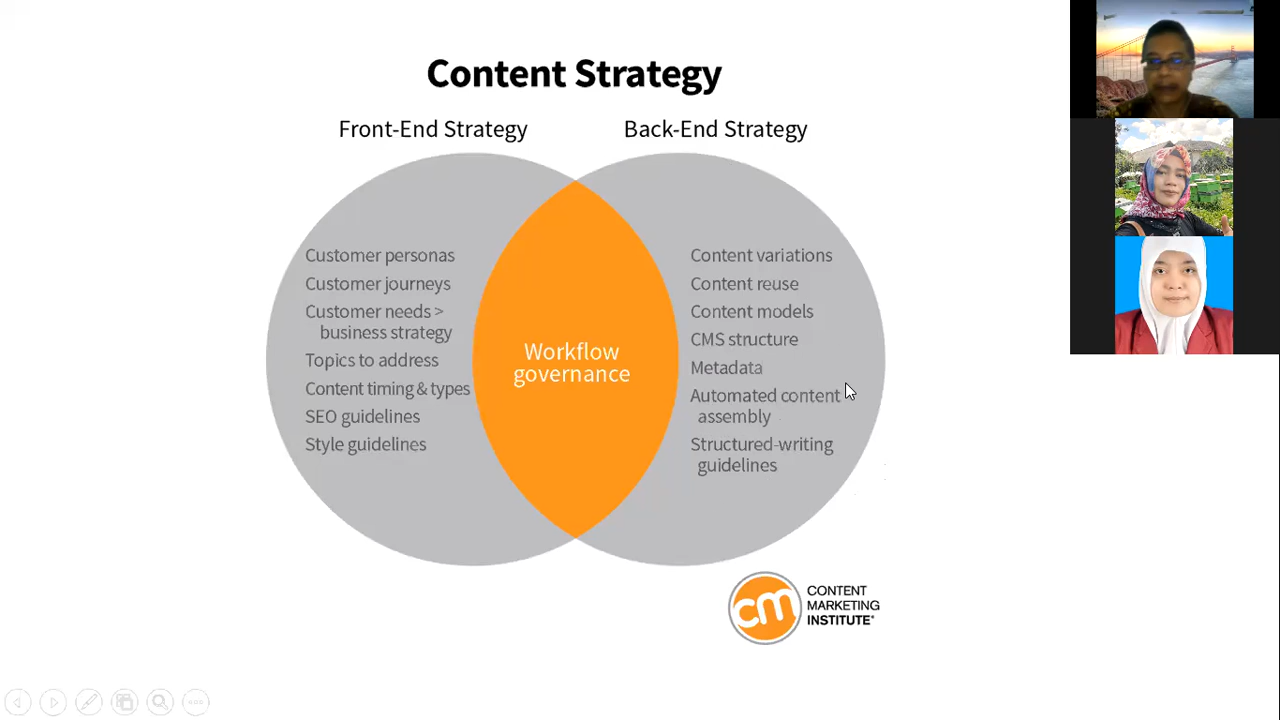 Content Strategy
Front-End Strategy
Back-End Strategy
Customer personas
Customer journeys
Customer needs >
business strategy
Topics to address
Content timing & types
SEO guidelines
Style guidelines
Workflow
governance
Content variations
Content reuse
Content models
CMS structure
Metadata
Automated content
assembly
Structured-writing
guidelines
cm
CONTENT
MARKETING
INSTITUTE®